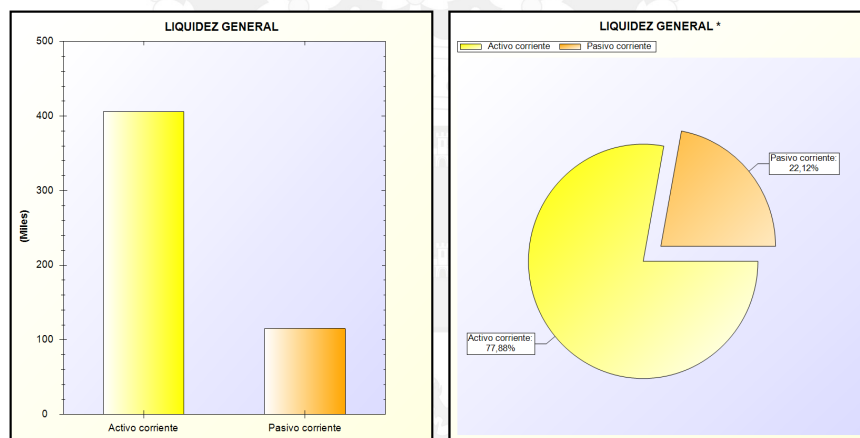 LIQUIDEZ GENERAL
500
400
300
200
100
0
(Miles)
Activo corriente
Pasivo corriente
LIQUIDEZ GENERAL *
Activo corriente
Pasivo corriente
Pasivo corriente:
22,12%
Activo corriente:
77,88%